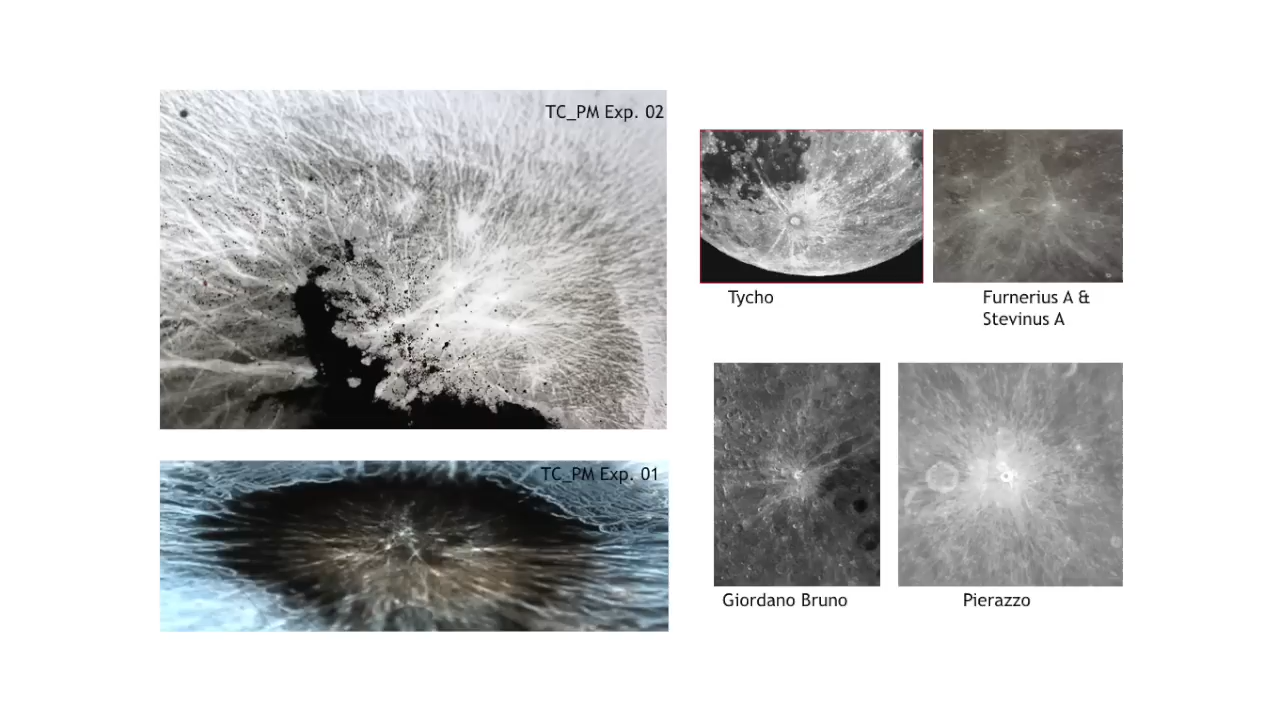 TC_PM Exp. 02
Tycho
Furnerius A &
Stevinus A
TC_PM Exp. 01
Giordano Bruno
Pierazzo